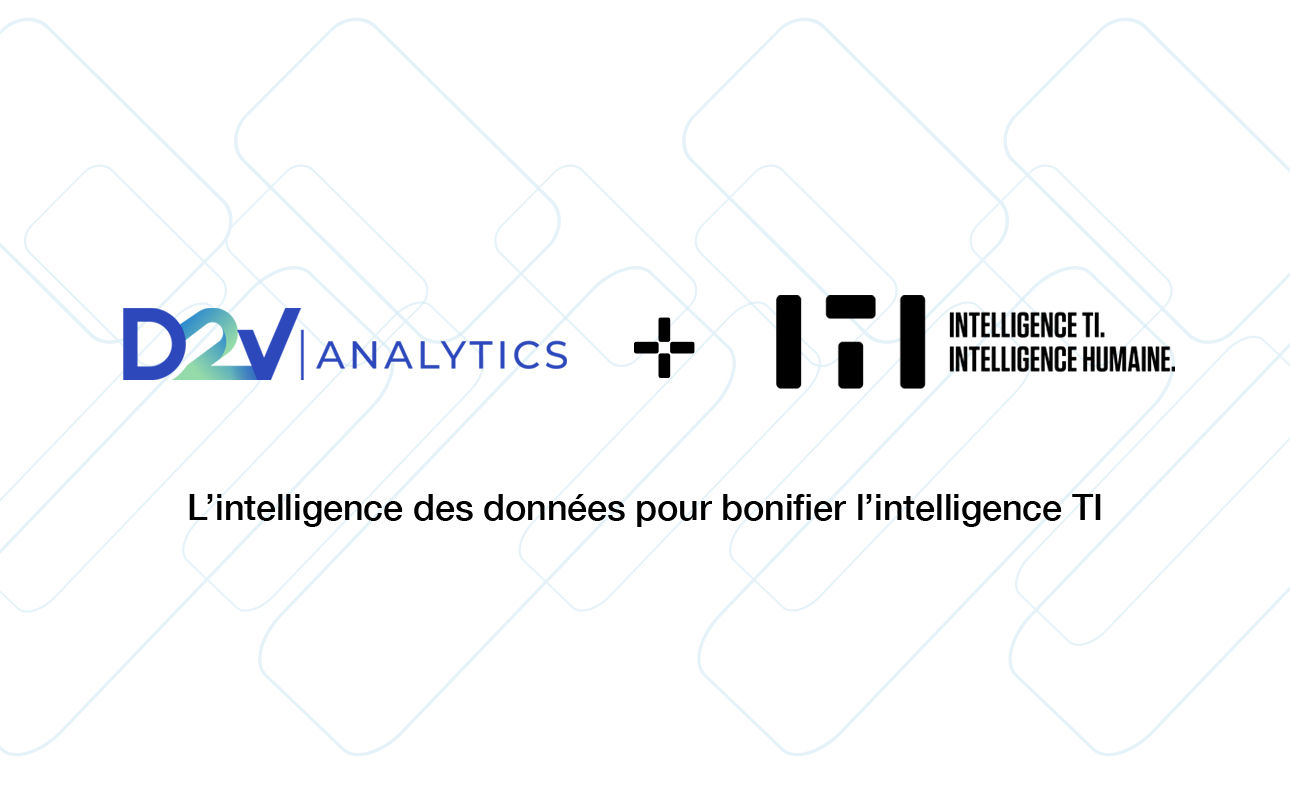 D2V | ANALYTICS
ITI
INTELLIGENCE TI.
INTELLIGENCE HUMAINE.
L’intelligence des données pour bonifier l’intelligence TI